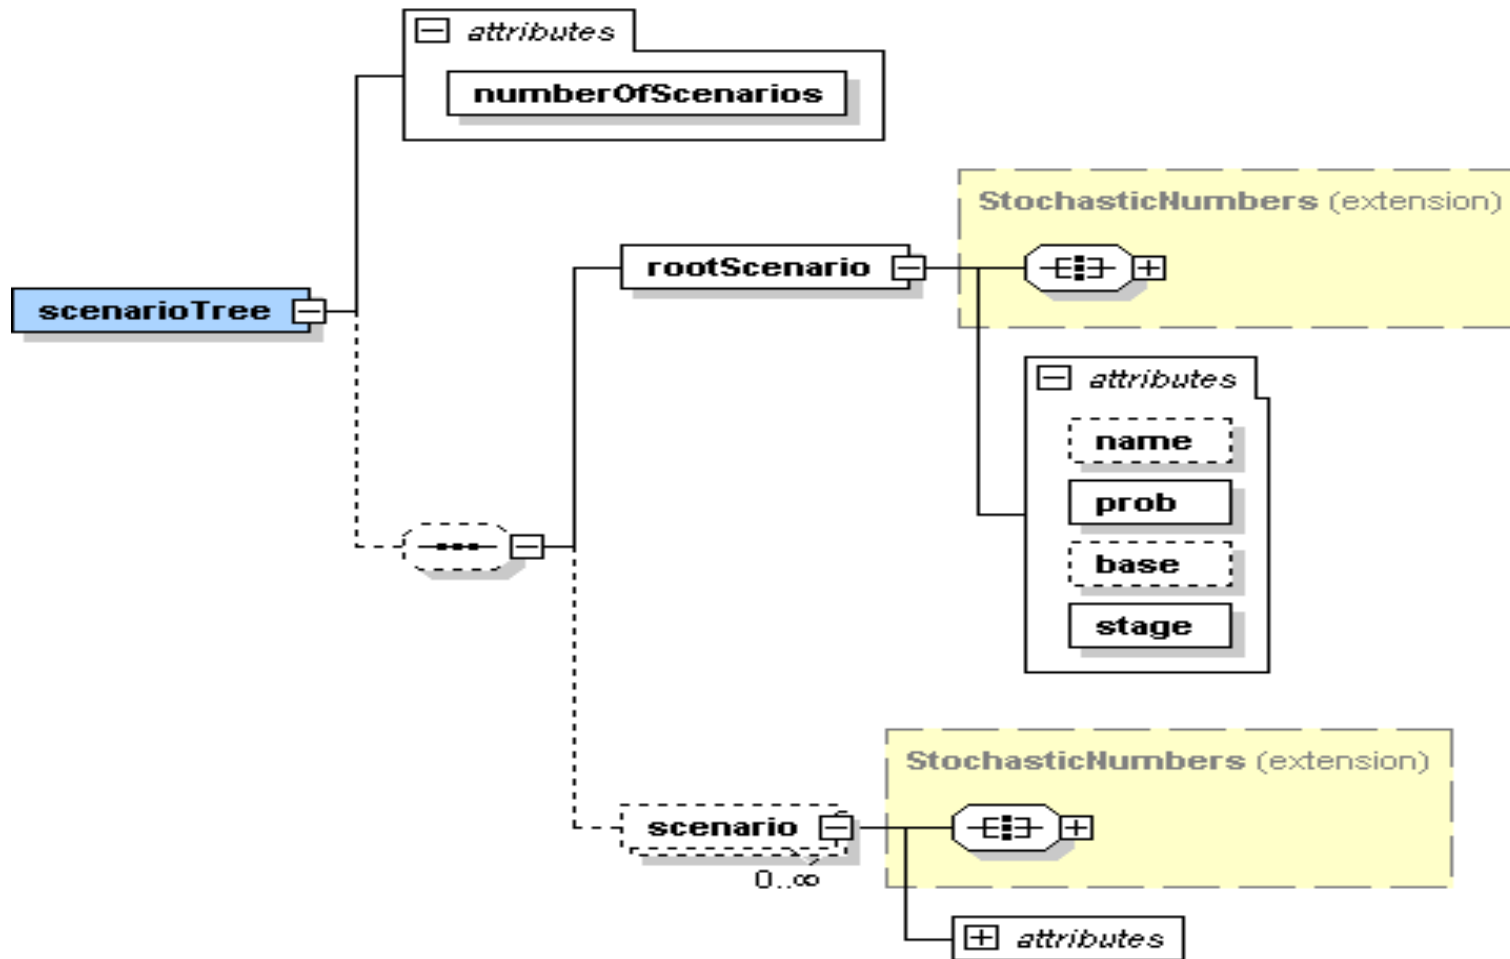 attributes
numberOfScenarios
StochasticNumbers (extension)
rootScenario
scenarioTree
attributes
name
prob
base
stage
StochasticNumbers (extension)
scenario
0..∞
attributes